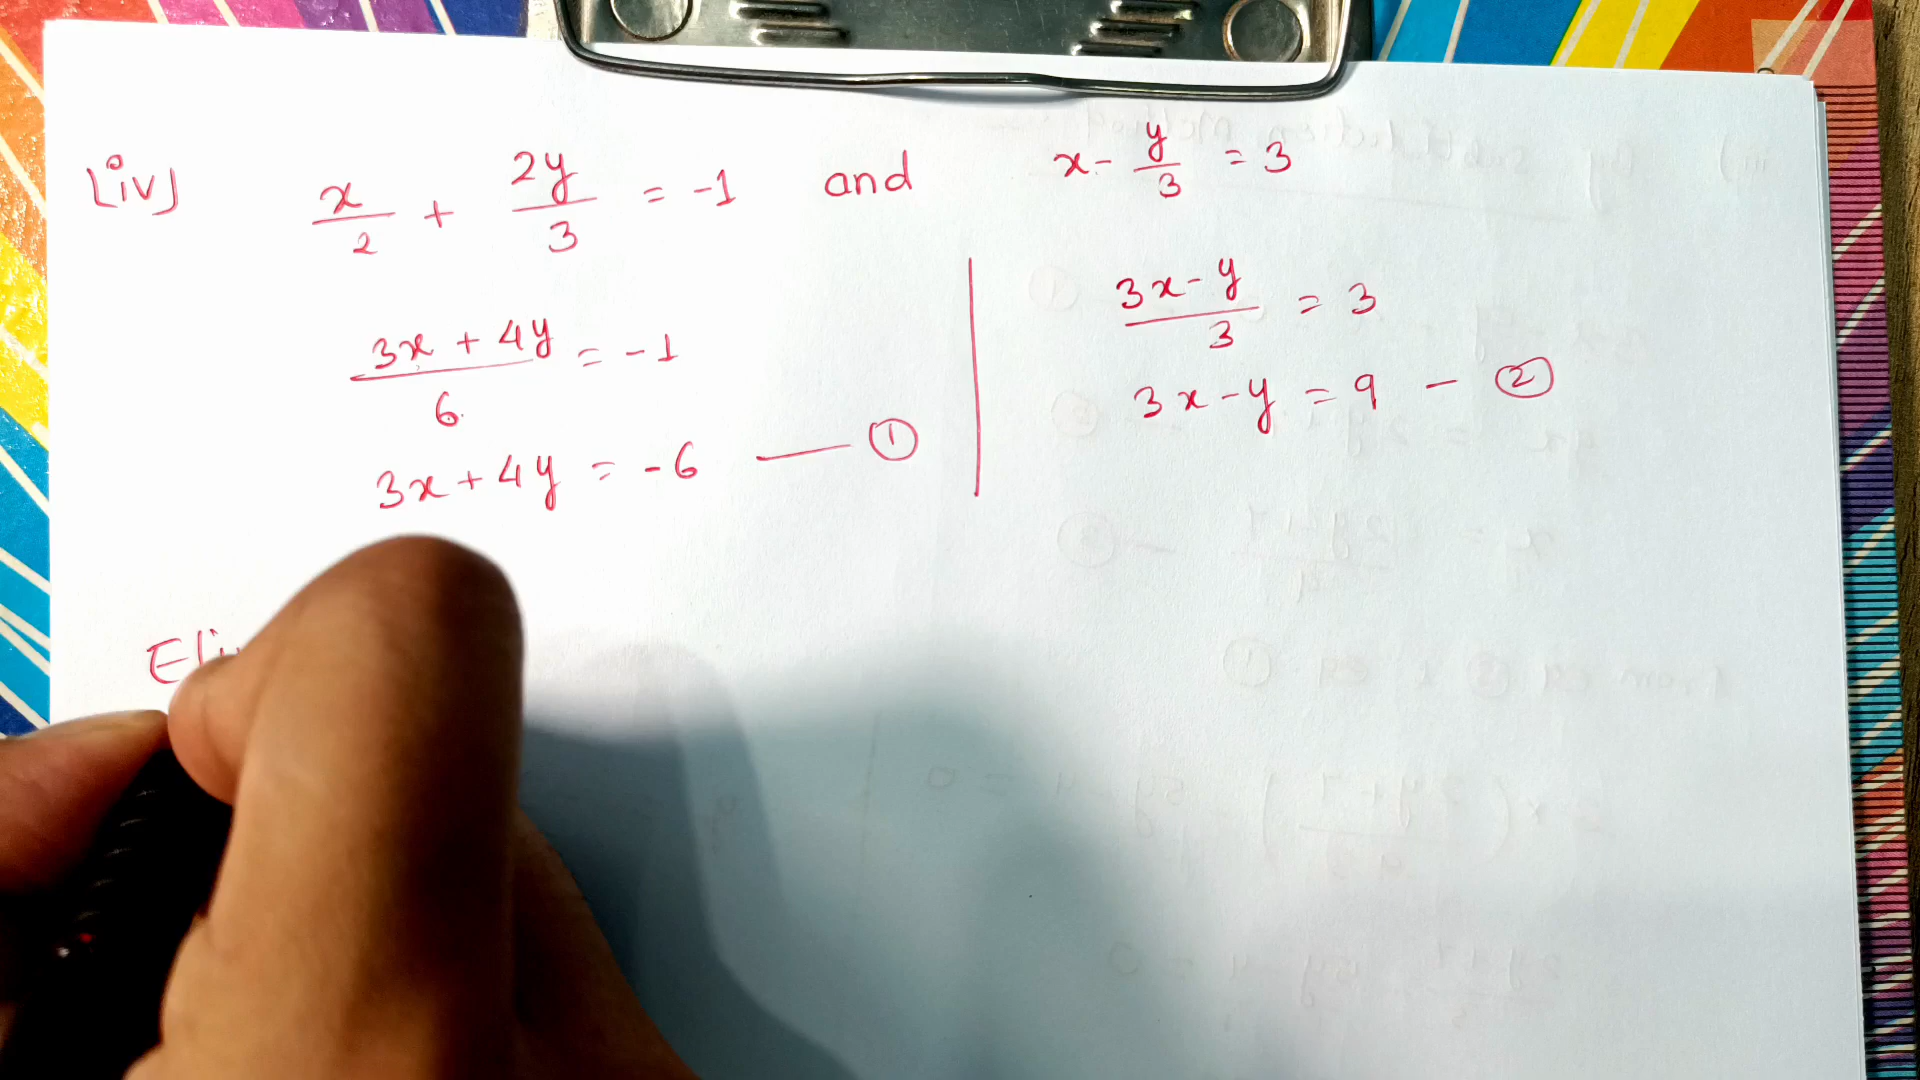 (iv) x/2 + 2y/3 = -1 and x - y/3 = 3
(3x + 4y)/6 = -1
3x + 4y = -6 — ①
(3x - y)/3 = 3
3x - y = 9 — ②